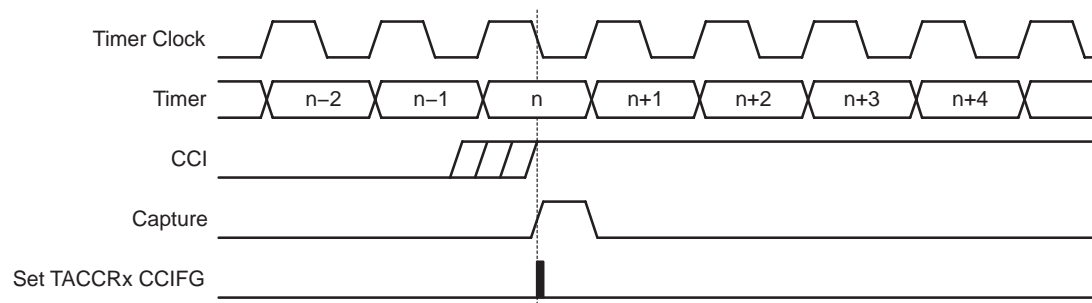 Timer Clock
Timer
n−2 n−1 n n+1 n+2 n+3 n+4
CCI
Capture
Set TACCRx CCIFG